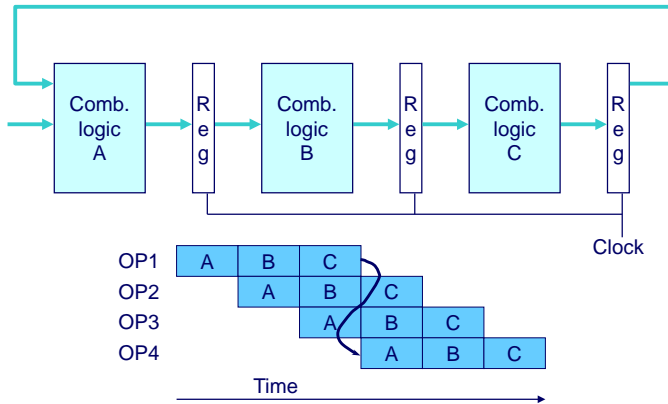 Comb.
logic
A
R
e
g
Comb.
logic
B
R
e
g
Comb.
logic
C
R
e
g
Clock
OP1 A B C
OP2 A B C
OP3 A B C
OP4 A B C
Time